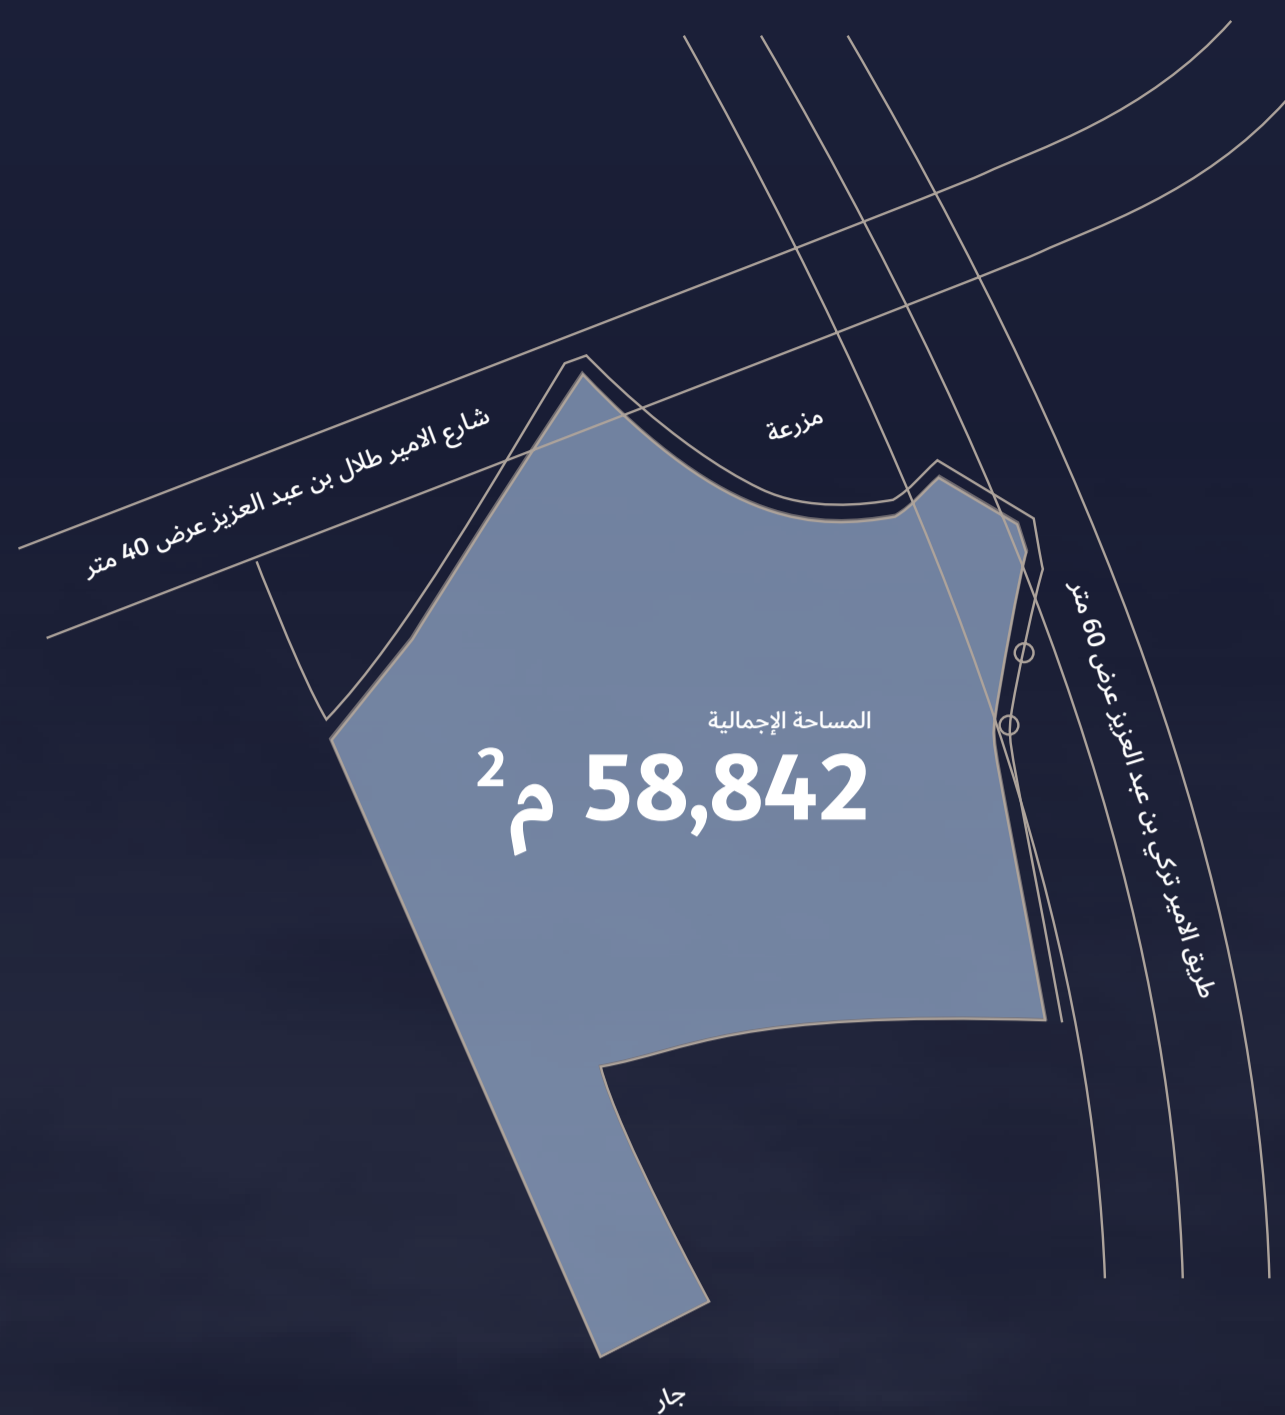 شارع الامير طلال بن عبد العزيز عرض 40 متر
مزرعة
طريق الامير تركي بن عبد العزيز عرض 60 متر
المساحة الإجمالية
58,842 م2
جار